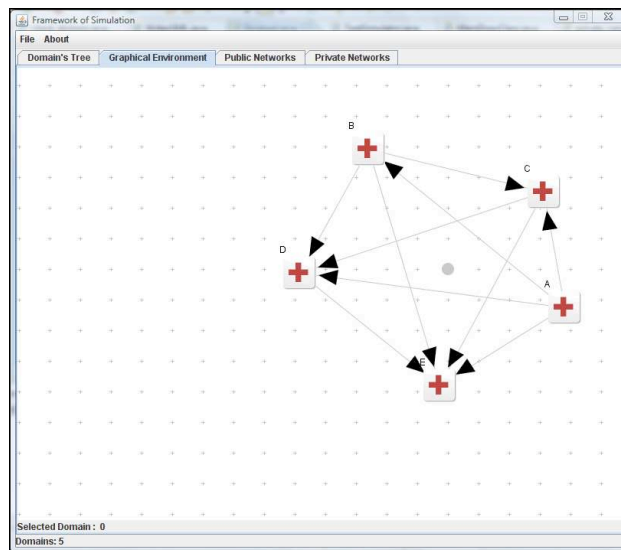 Framework of Simulation
File About
Domain's Tree Graphical Environment Public Networks Private Networks
B
C
D
A
E
Selected Domain : 0
Domains: 5